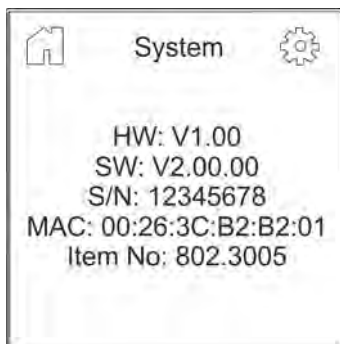 System
HW: V1.00
SW: V2.00.00
S/N: 12345678
MAC: 00:26:3C:B2:B2:01
Item No: 802.3005